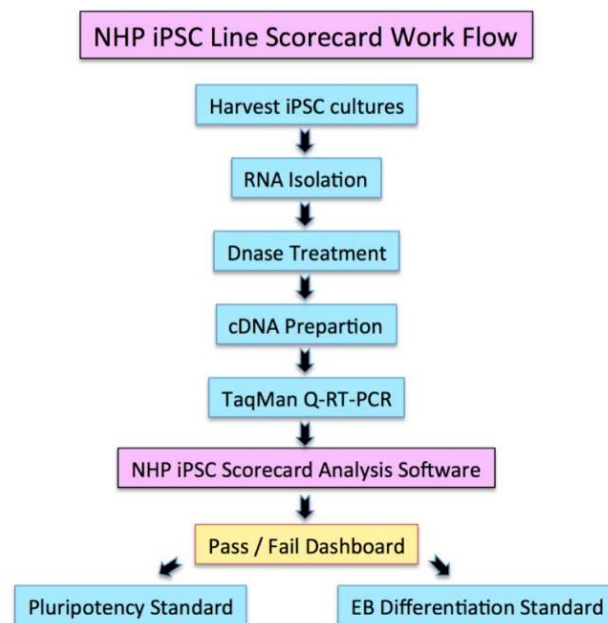 NHP iPSC Line Scorecard Work Flow
Harvest iPSC cultures
RNA Isolation
Dnase Treatment
cDNA Prepartion
TaqMan Q-RT-PCR
NHP iPSC Scorecard Analysis Software
Pass / Fail Dashboard
Pluripotency Standard
EB Differentiation Standard